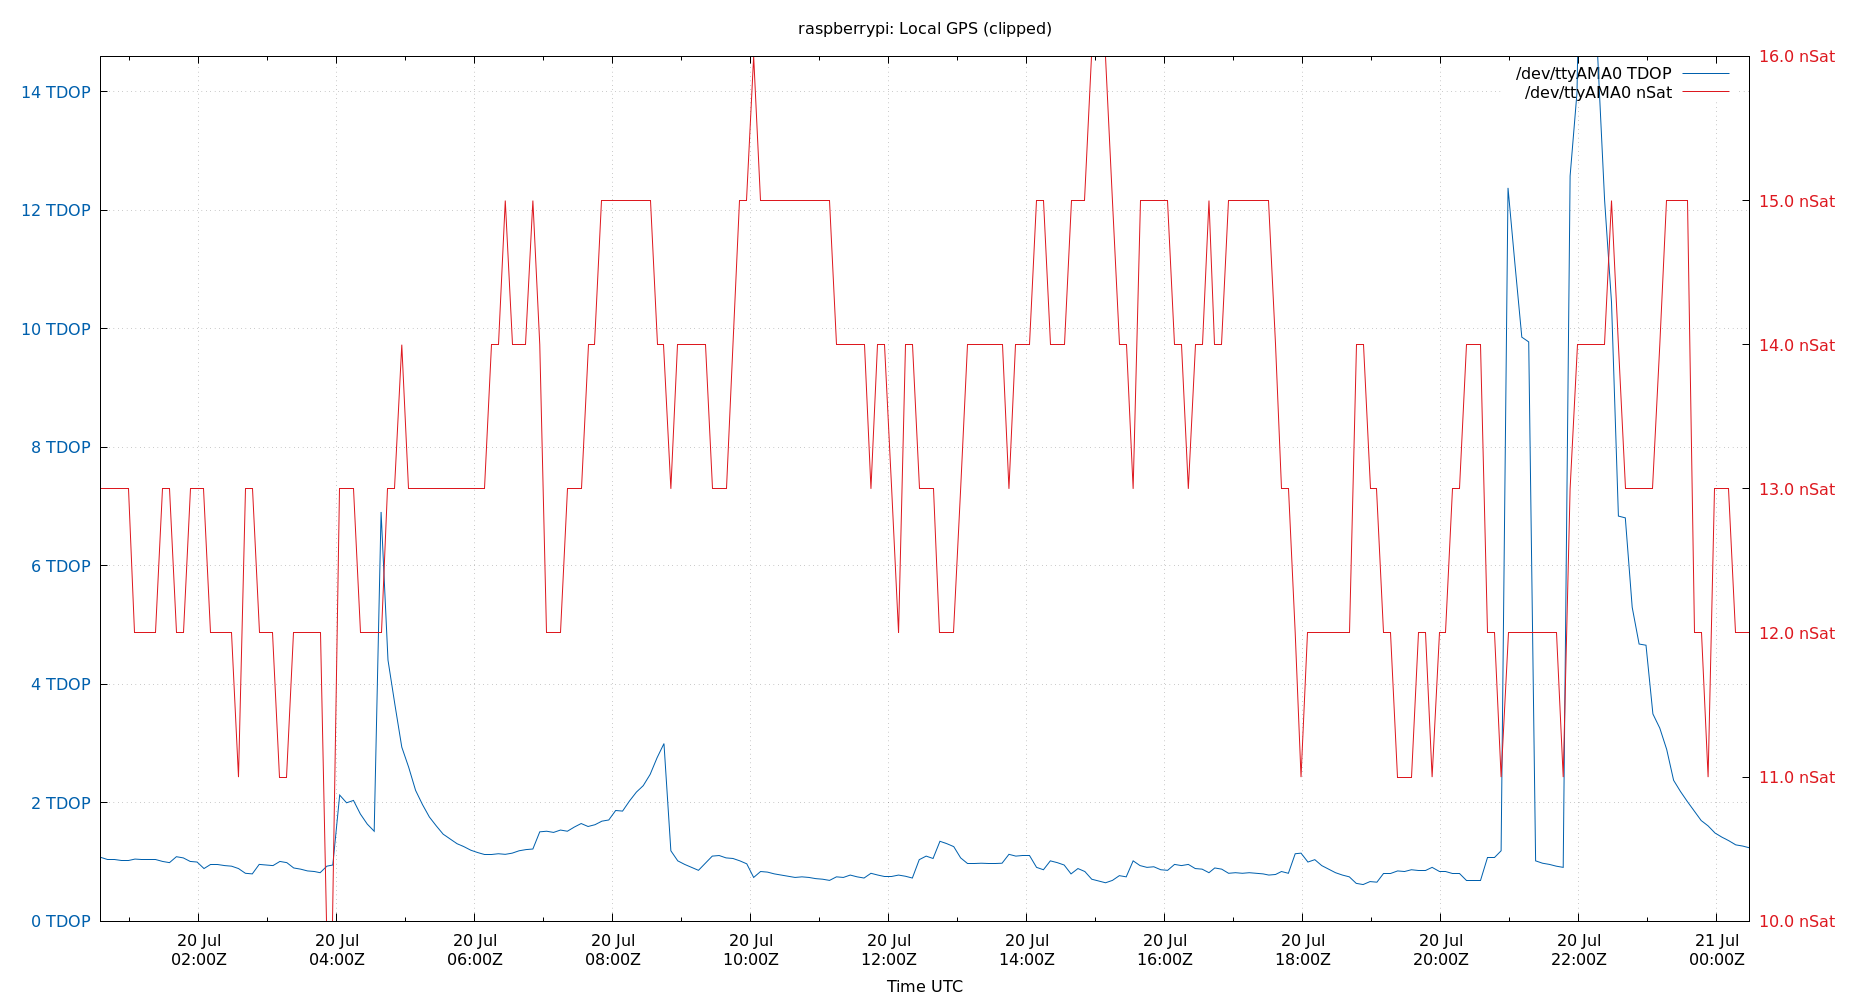 raspberrypi: Local GPS (clipped)
16.0 nSat
/dev/ttyAMA0 TDOP
14 TDOP
/dev/ttyAMA0 nSat
12 TDOP
15.0 nSat
10 TDOP
14.0 nSat
8 TDOP
13.0 nSat
6 TDOP
12.0 nSat
4 TDOP
11.0 nSat
2 TDOP
0 TDOP
10.0 nSat
20 Jul 20 Jul 20 Jul 20 Jul 20 Jul 20 Jul 20 Jul 20 Jul 20 Jul 20 Jul 20 Jul 21 Jul
02:00Z 04:00Z 06:00Z 08:00Z 10:00Z 12:00Z 14:00Z 16:00Z 18:00Z 20:00Z 22:00Z 00:00Z
Time UTC